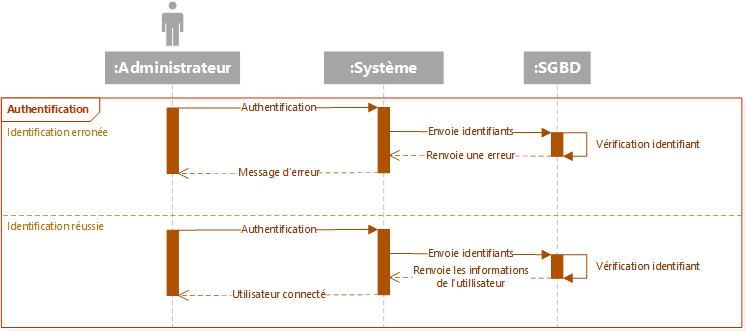 :Administrateur
:Système
:SGBD
Authentification
Identification erronée
Authentification
Envoie identifiants
Vérification identifiant
Renvoie une erreur
Message d'erreur
Identification réussie
Authentification
Envoie identifiants
Vérification identifiant
Renvoie les informations
de l'utilisateur
Utilisateur connecté